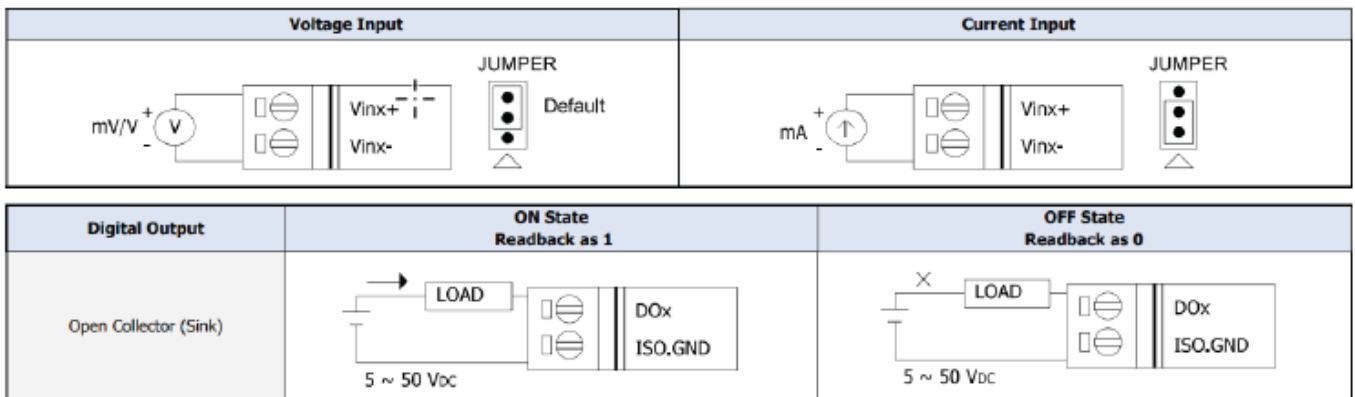 Voltage Input
Current Input
JUMPER
Default
mV/V
+
V
-
Vinx+
Vinx-
JUMPER
mA
+
-
Vinx+
Vinx-
Digital Output
ON State
Readback as 1
OFF State
Readback as 0
Open Collector (Sink)
LOAD
DOx
ISO.GND
5 ~ 50 VDC
X
LOAD
DOx
ISO.GND
5 ~ 50 VDC